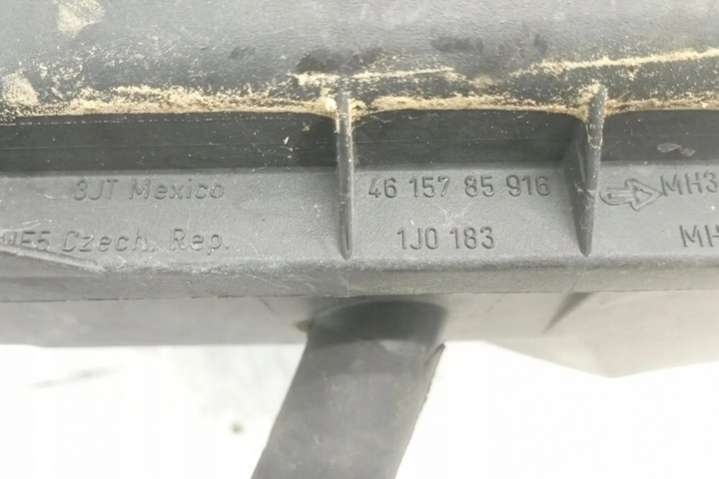 3JT Mexico 46 157 85 916 MH3
Czech. Rep. 1J0 183 MH